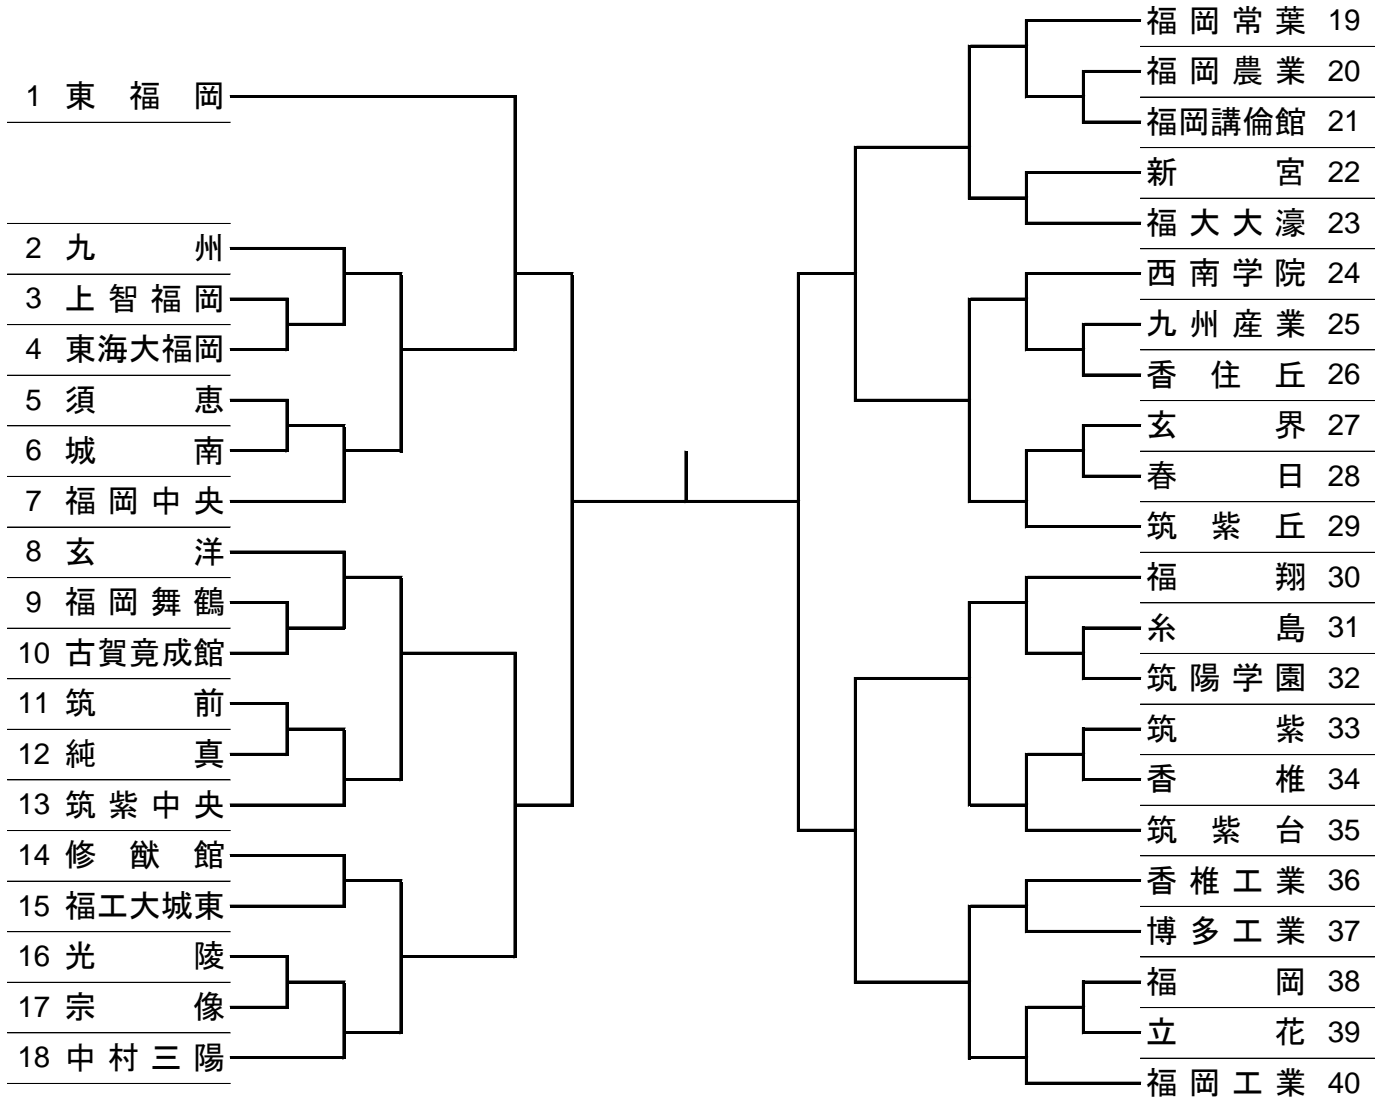 1 東福岡
2 九州
3 上智福岡
4 東海大福岡
5 須恵
6 城南
7 福岡中央
8 玄洋
9 福岡舞鶴
10 古賀竟成館
11 筑前
12 純真
13 筑紫中央
14 修猷館
15 福工大城東
16 光陵
17 宗像
18 中村三陽
福岡常葉 19
福岡農業 20
福岡講倫館 21
新宮 22
福大大濠 23
西南学院 24
九州産業 25
香住丘 26
玄界 27
春日 28
筑紫丘 29
福翔 30
糸島 31
筑陽学園 32
筑紫 33
香椎 34
筑紫台 35
香椎工業 36
博多工業 37
福岡 38
立花 39
福岡工業 40